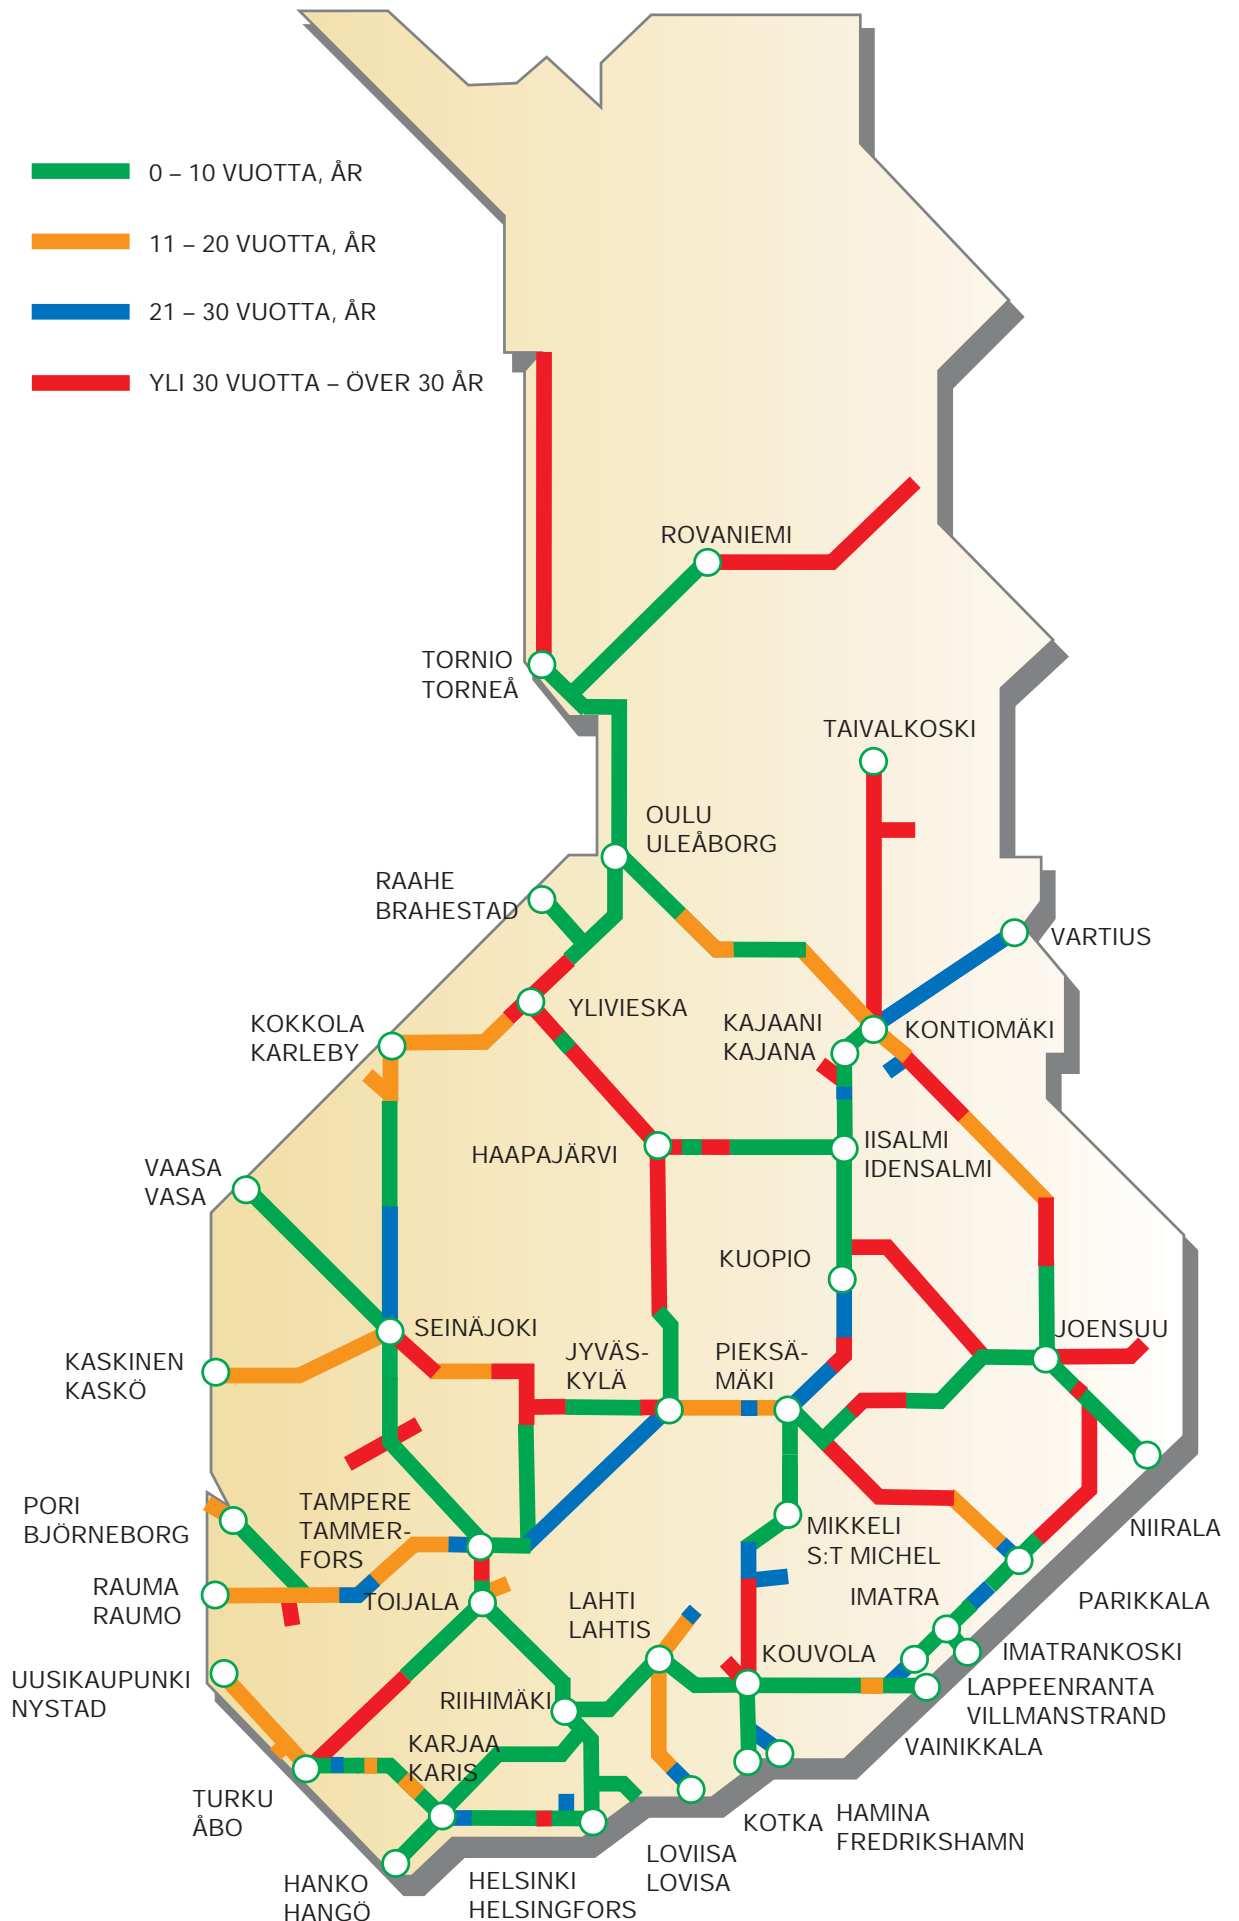 0 – 10 VUOTTA, ÅR
11 – 20 VUOTTA, ÅR
21 – 30 VUOTTA, ÅR
YLI 30 VUOTTA – ÖVER 30 ÅR
ROVANIEMI
TORNIO
TORNEÅ
TAIVALKOSKI
OULU
ULEÅBORG
RAAHE
BRAHESTAD
VARTIUS
YLIVIESKA
KOKKOLA
KARLEBY
KAJAANI
KAJANA
KONTIOMÄKI
HAAPAJÄRVI
IISALMI
IDENSALMI
VAASA
VASA
KUOPIO
SEINÄJOKI
JOENSUU
KASKINEN
KASKÖ
JYVÄS-
KYLÄ
PIEKSÄ-
MÄKI
PORI
BJÖRNEBORG
TAMPERE
TAMMER-
FORS
MIKKELI
S:T MICHEL
NIIRALA
RAUMA
RAUMO
TOIJALA
LAHTI
LAHTIS
IMATRA
PARIKKALA
KOUVOLA
IMATRANKOSKI
UUSIKAUPUNKI
NYSTAD
RIIHIMÄKI
LAPPEENRANTA
VILLMANSTRAND
KARJAA
KARIS
VAINIKKALA
TURKU
ÅBO
KOTKA
HAMINA
FREDRIKSHAMN
LOVIISA
LOVISA
HANKO
HANGÖ
HELSINKI
HELSINGFORS